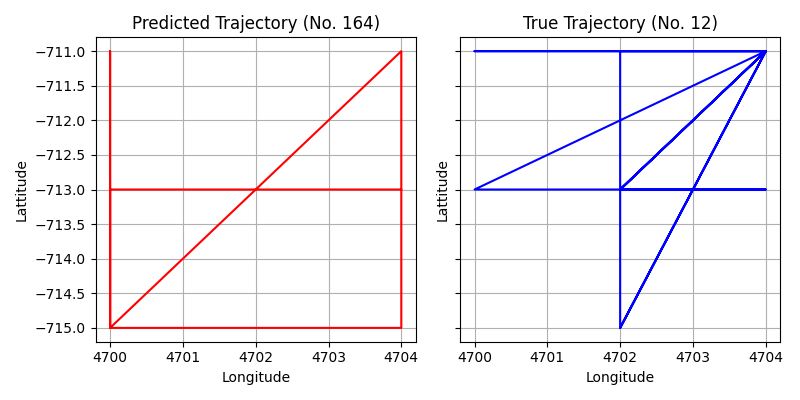 Predicted Trajectory (No. 164)
True Trajectory (No. 12)
Lattitude
−711.0
−711.5
−712.0
−712.5
−713.0
−713.5
−714.0
−714.5
−715.0
4700 4701 4702 4703 4704
Longitude
Lattitude
4700 4701 4702 4703 4704
Longitude